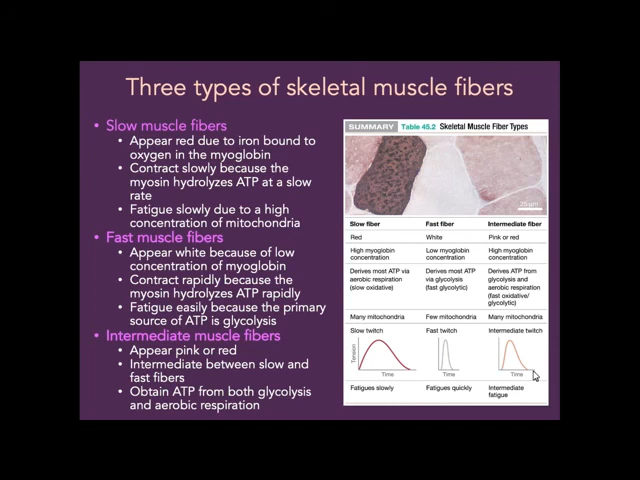 Three types of skeletal muscle fibers
• Slow muscle fibers
• Appear red due to iron bound to
oxygen in the myoglobin
• Contract slowly because the
myosin hydrolyzes ATP at a slow
rate
• Fatigue slowly due to a high
concentration of mitochondria
• Fast muscle fibers
• Appear white because of low
concentration of myoglobin
• Contract rapidly because the
myosin hydrolyzes ATP rapidly
• Fatigue easily because the primary
source of ATP is glycolysis
• Intermediate muscle fibers
• Appear pink or red
• Intermediate between slow and
fast fibers
• Obtain ATP from both glycolysis
and aerobic respiration
SUMMARY Table 45.2 Skeletal Muscle Fiber Types
25 μm
Slow fiber Fast fiber Intermediate fiber
Red White Pink or red
High myoglobin Low myoglobin High myoglobin
concentration concentration concentration
Derives most ATP via Derives most ATP Derives ATP from
aerobic respiration via glycolysis glycolysis and
(slow oxidative) (fast glycolytic) aerobic respiration
(fast oxidative/
glycolytic)
Many mitochondria Few mitochondria Many mitochondria
Slow twitch Fast twitch Intermediate twitch
Tension
Time Time Time
Fatigues slowly Fatigues quickly Intermediate
fatigue